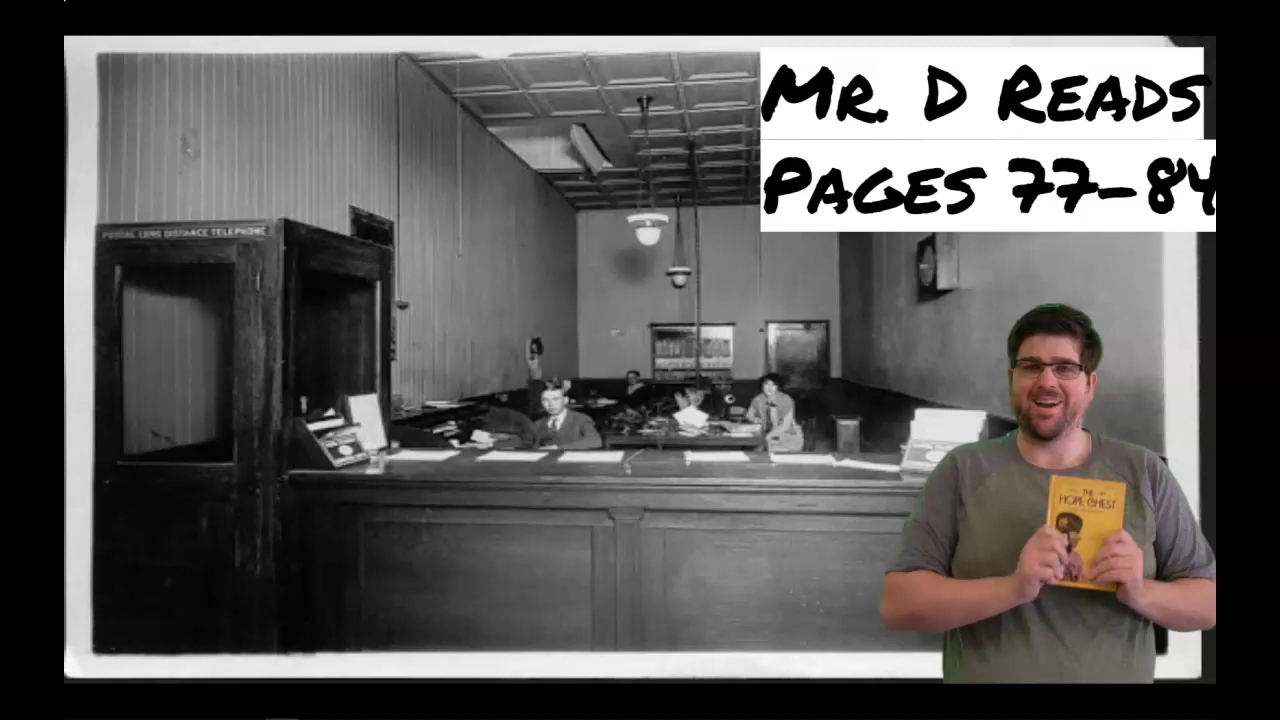 MR. D READS
PAGES 77-84
POSTAL LONG DISTANCE TELEPHONE
THE
HOPE CHEST